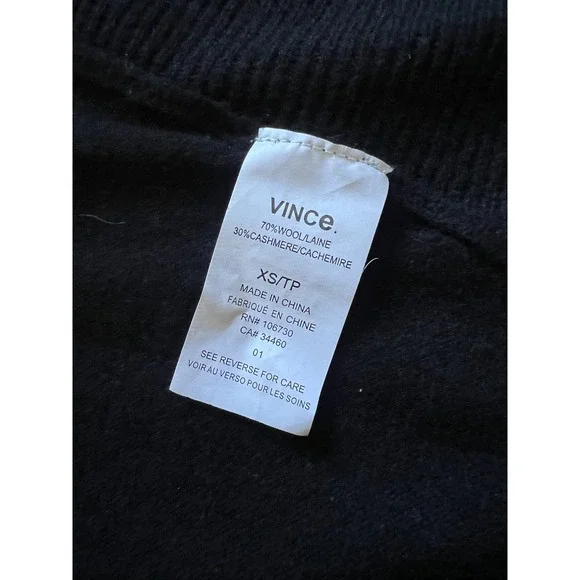 VINCe.
70%WOOL/LAINE
30%CASHMERE/CACHEMIRE
XS/TP
MADE IN CHINA
FABRIQUÉ EN CHINE
RN# 106730
CA# 34460
01
SEE REVERSE FOR CARE
VOIR AU VERSO POUR LES SOINS